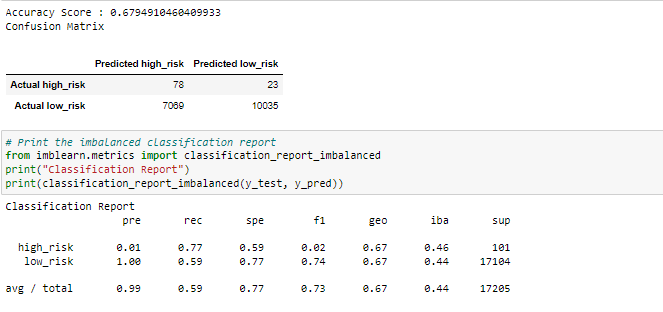 Accuracy Score : 0.6794910460409933
Confusion Matrix
Predicted high_risk Predicted low_risk
Actual high_risk 78 23
Actual low_risk 7069 10035
# Print the imbalanced classification report
from imblearn.metrics import classification_report_imbalanced
print("Classification Report")
print(classification_report_imbalanced(y_test, y_pred))
Classification Report
pre rec spe f1 geo iba sup
high_risk 0.01 0.77 0.59 0.02 0.67 0.46 101
low_risk 1.00 0.59 0.77 0.74 0.67 0.44 17104
avg / total 0.99 0.59 0.77 0.73 0.67 0.44 17205